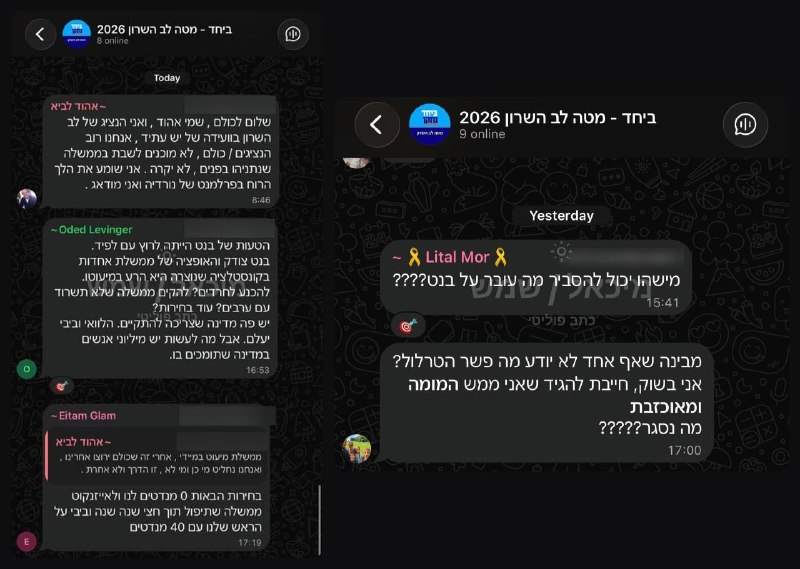 ביחד - מטה לב השרון 2026
8 online
Today
~אהוד לביא
שלום לכולם , שמי אהוד , ואני הנציג של לב
השרון בוועידה של יש עתיד , אנחנו רוב
הנציגים / כולם , לא מוכנים לשבת בממשלה
שנתניהו בפנים , לא יקרה . אני שומע את הלך
הרוח בפרלמנט של נורדיה ואני מודאג .
8:46
~Oded Levinger
הטעות של בנט הייתה לרוץ עם לפיד.
בנט צודק והאופציה של ממשלת אחדות
בקונסטלציה שנוצרה היא הרע במיעוטו.
להכנע לחרדים? להקים ממשלה שלא תשרוד
עם ערבים? עוד בחירות?
יש פה מדינה שצריכה להתקיים. הלוואי וביבי
יעלם. אבל מה לעשות יש מיליוני אנשים
במדינה שתומכים בו.
16:53
O
~Eitam Glam
~אהוד לביא
ממשלת מיעוט במיידי , אחרי זה שכולם ירוצו אחרינו ,
ואנחנו נחליט מי כן ומי לא , זו הדרך ולא אחרת .
בחירות הבאות 0 מנדטים לנו ולאייזנקוט
ממשלה שתיפול תוך חצי שנה שנה וביבי על
הראש שלנו עם 40 מנדטים
17:19
E
ביחד - מטה לב השרון 2026
9 online
Yesterday
~ 🎗️ Lital Mor 🎗️
מישהו יכול להסביר מה עובר על בנט????
15:41
מבינה שאף אחד לא יודע מה פשר הטרלול?
אני בשוק, חייבת להגיד שאני ממש המומה
ומאוכזבת
מה נסגר?????
17:00
מיכאל / שמש
כתב פוליטי